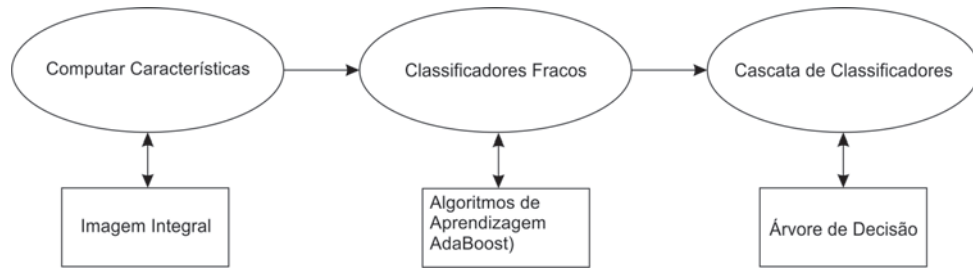 Computar Características
Classificadores Fracos
Cascata de Classificadores
Imagem Integral
Algoritmos de
Aprendizagem
AdaBoost)
Árvore de Decisão